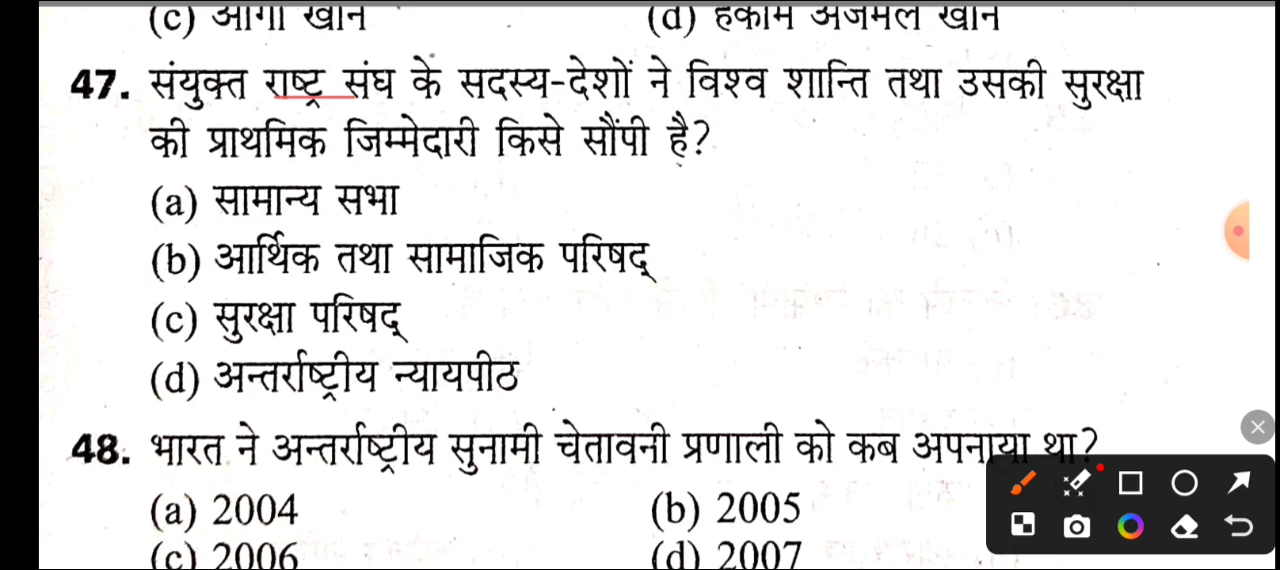 (c) आगा खान (d) हकीम अजमल खान
47. संयुक्त राष्ट्र संघ के सदस्य-देशों ने विश्व शान्ति तथा उसकी सुरक्षा
की प्राथमिक जिम्मेदारी किसे सौंपी है?
(a) सामान्य सभा
(b) आर्थिक तथा सामाजिक परिषद्
(c) सुरक्षा परिषद्
(d) अन्तर्राष्ट्रीय न्यायपीठ
48. भारत ने अन्तर्राष्ट्रीय सुनामी चेतावनी प्रणाली को कब अपनाया था?
(a) 2004 (b) 2005
(c) 2006 (d) 2007